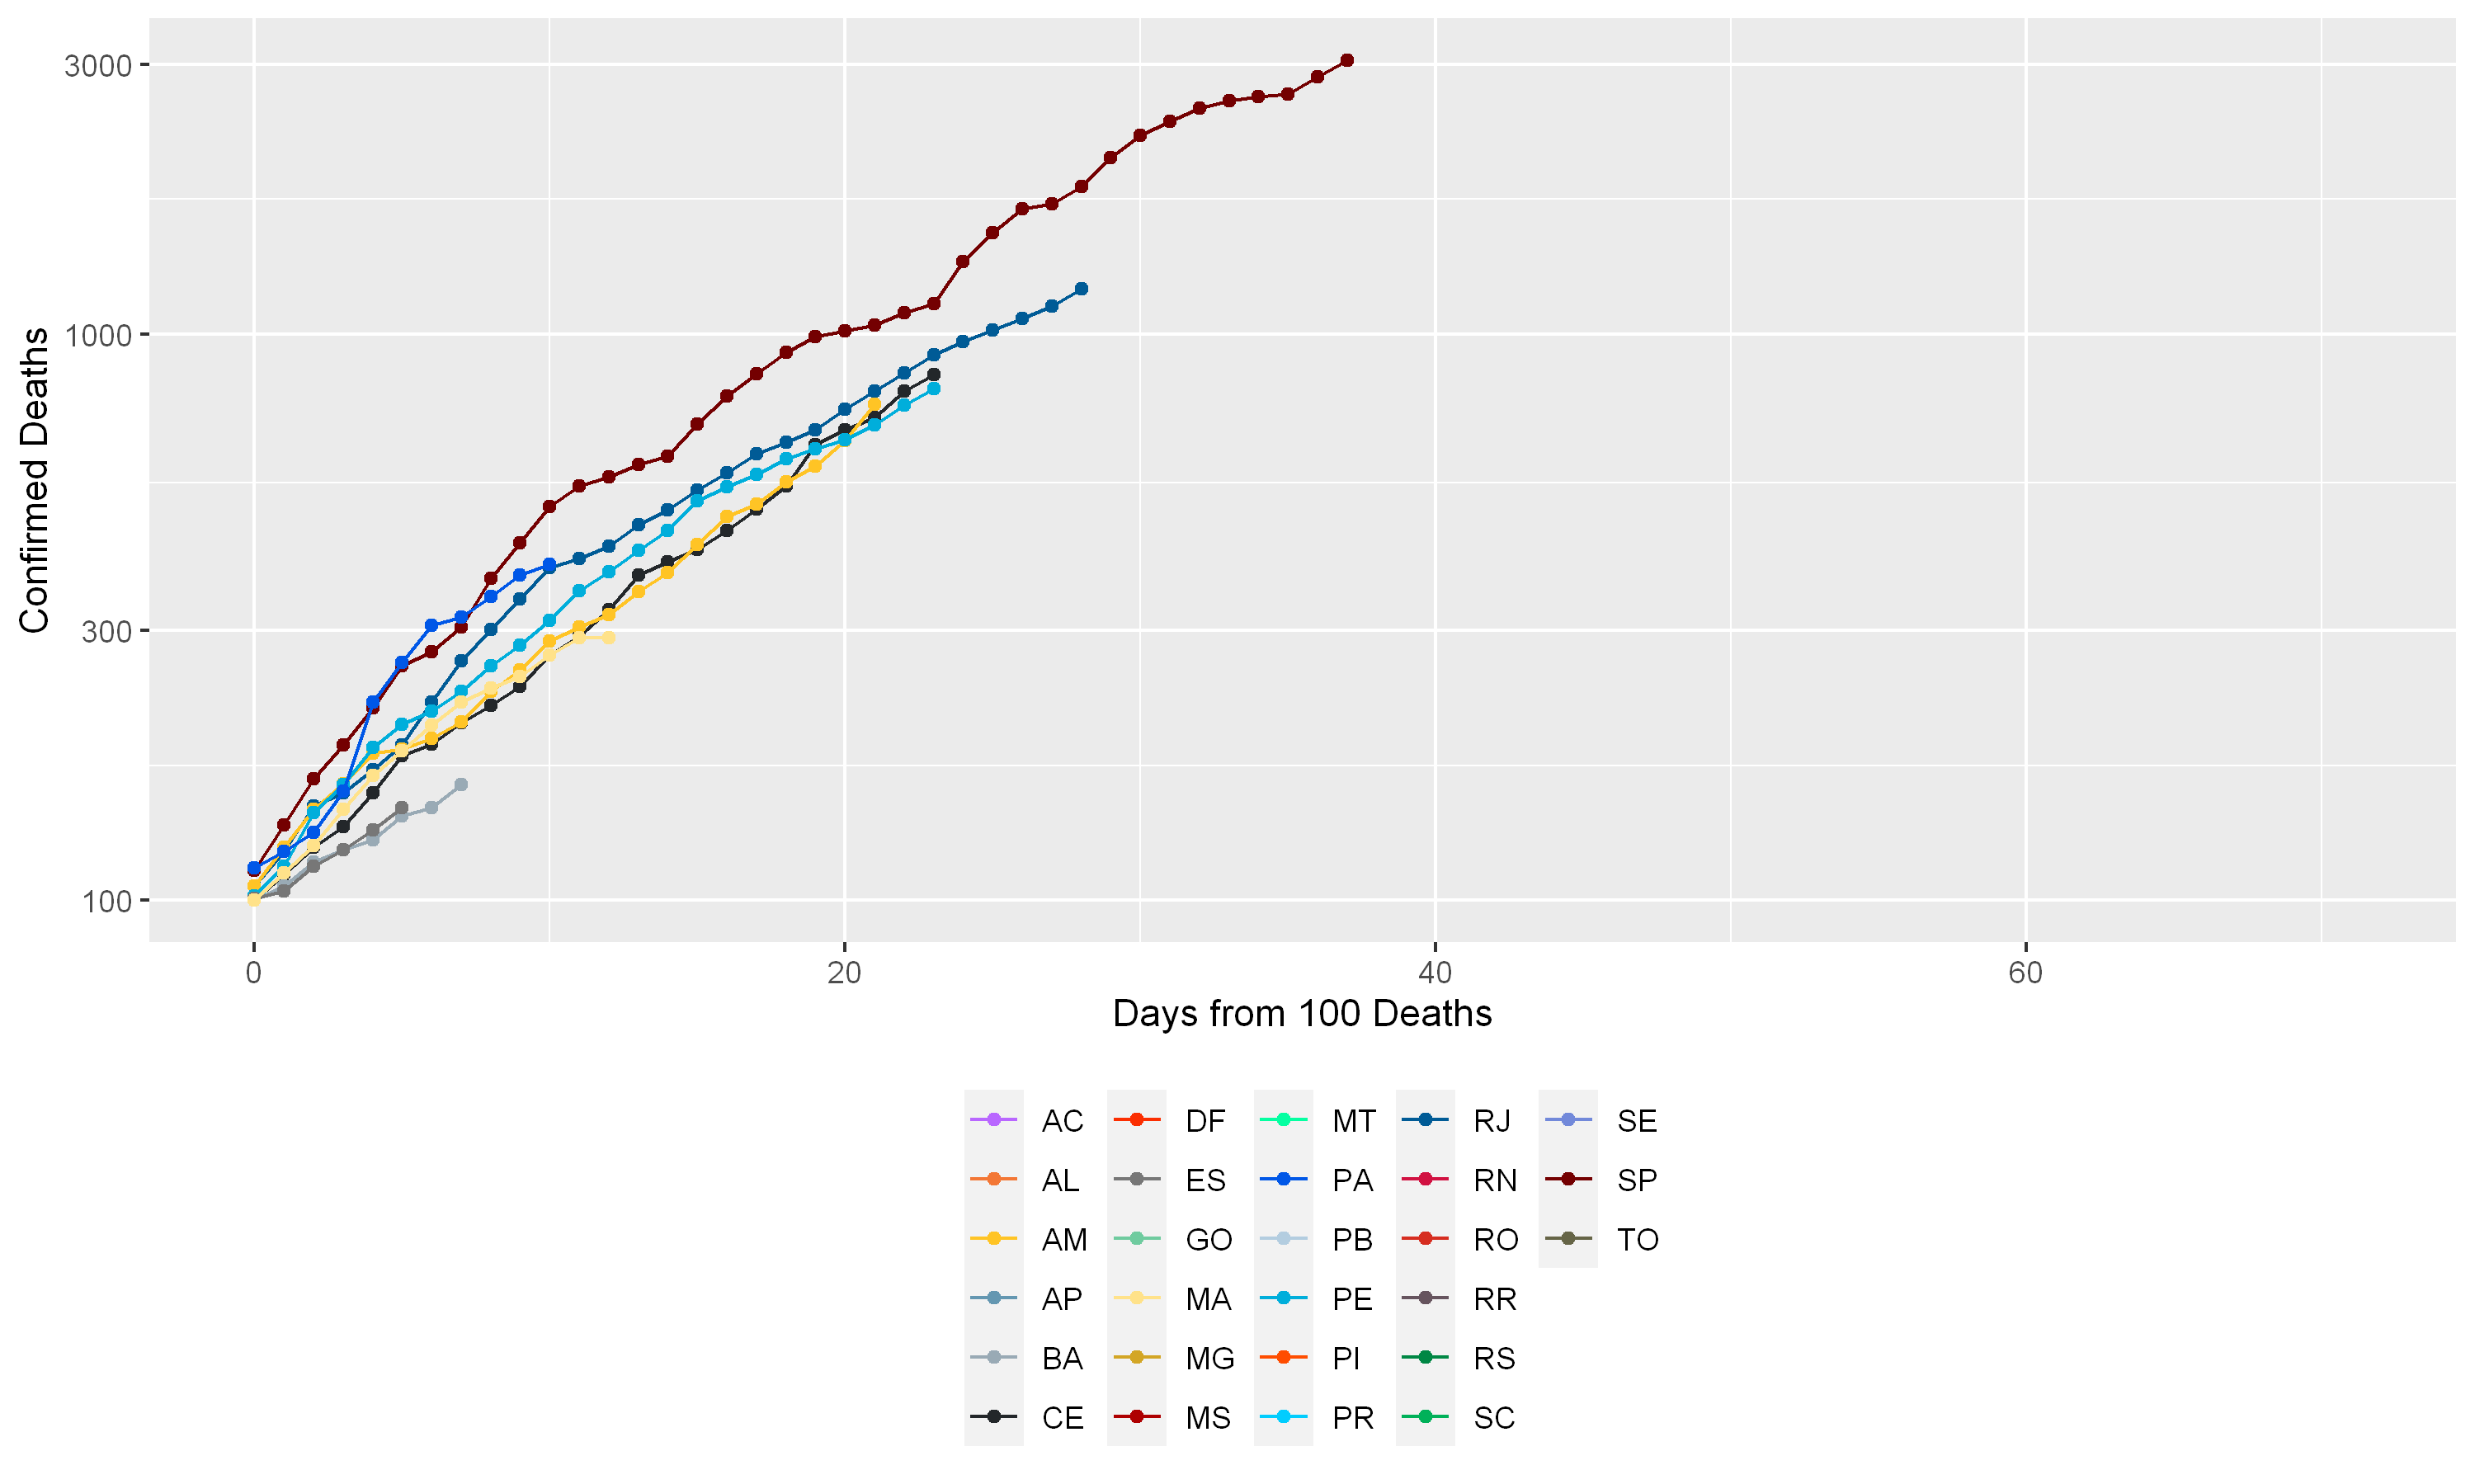 3000
1000
300
100
Confirmed Deaths
0 20 40 60
Days from 100 Deaths
AC DF MT RJ SE
AL ES PA RN SP
AM GO PB RO TO
AP MA PE RR
BA MG PI RS
CE MS PR SC